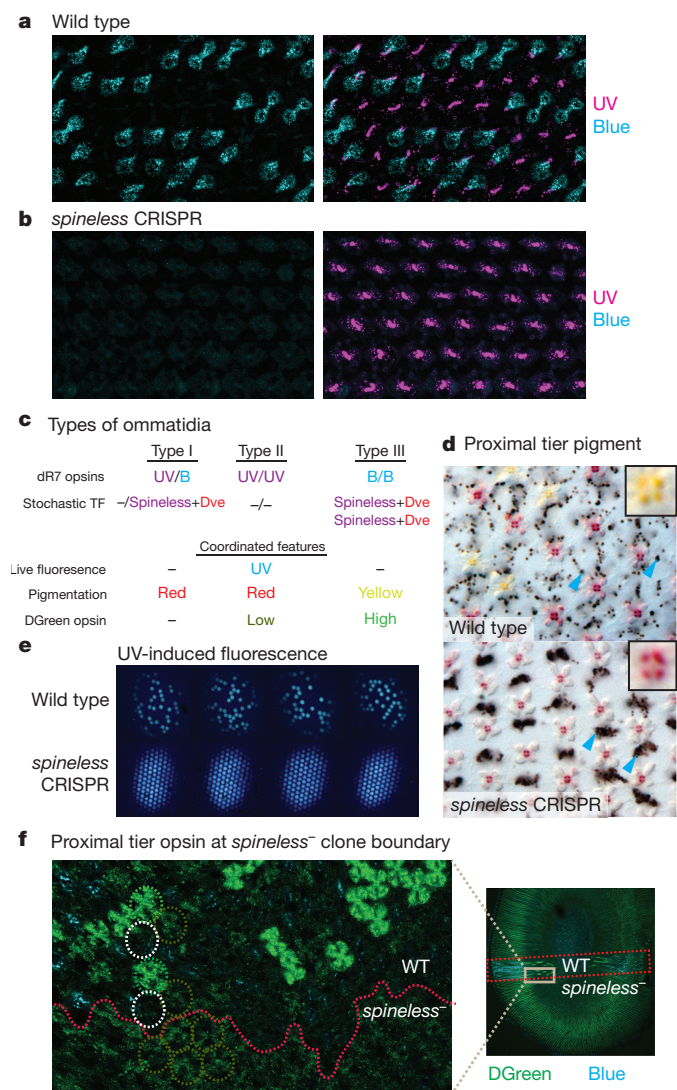 a Wild type
UV
Blue
b spineless CRISPR
UV
Blue
c Types of ommatidia
Type I Type II Type III
dR7 opsins UV/B UV/UV B/B
Stochastic TF –/Spineless+Dve –/– Spineless+Dve
Spineless+Dve
Coordinated features
Live fluoresence – UV –
Pigmentation Red Red Yellow
DGreen opsin – Low High
d Proximal tier pigment
Wild type
spineless CRISPR
e UV-induced fluorescence
Wild type
spineless
CRISPR
f Proximal tier opsin at spineless– clone boundary
WT
spineless–
WT
spineless–
DGreen Blue